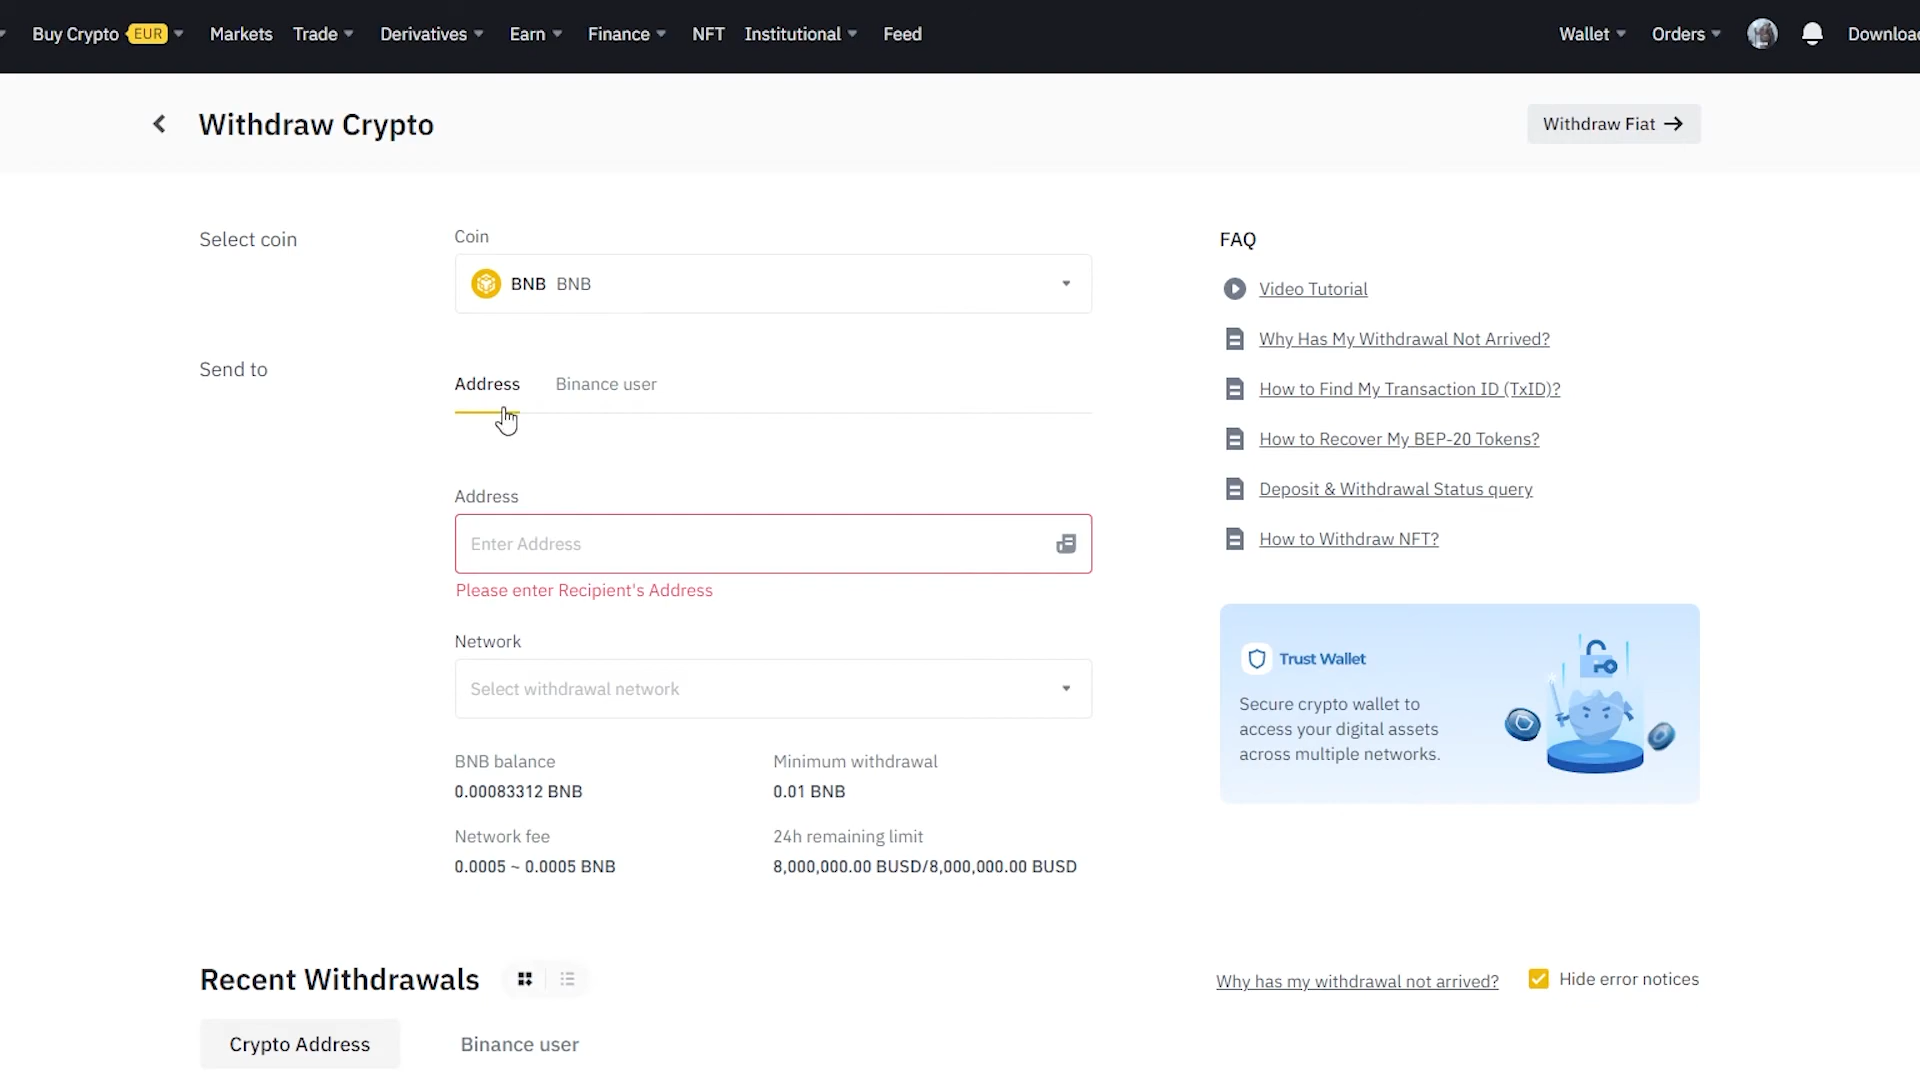 Buy Crypto EUR Markets Trade Derivatives Earn Finance NFT Institutional Feed Wallet Orders Downloa
Withdraw Crypto
Withdraw Fiat
Select coin
Coin
BNB BNB
Send to
Address Binance user
Address
Enter Address
Please enter Recipient's Address
Network
Select withdrawal network
BNB balance
0.00083312 BNB
Minimum withdrawal
0.01 BNB
Network fee
0.0005 ~ 0.0005 BNB
24h remaining limit
8,000,000.00 BUSD/8,000,000.00 BUSD
FAQ
Video Tutorial
Why Has My Withdrawal Not Arrived?
How to Find My Transaction ID (TxID)?
How to Recover My BEP-20 Tokens?
Deposit & Withdrawal Status query
How to Withdraw NFT?
Trust Wallet
Secure crypto wallet to
access your digital assets
across multiple networks.
Recent Withdrawals
Why has my withdrawal not arrived?
Hide error notices
Crypto Address
Binance user